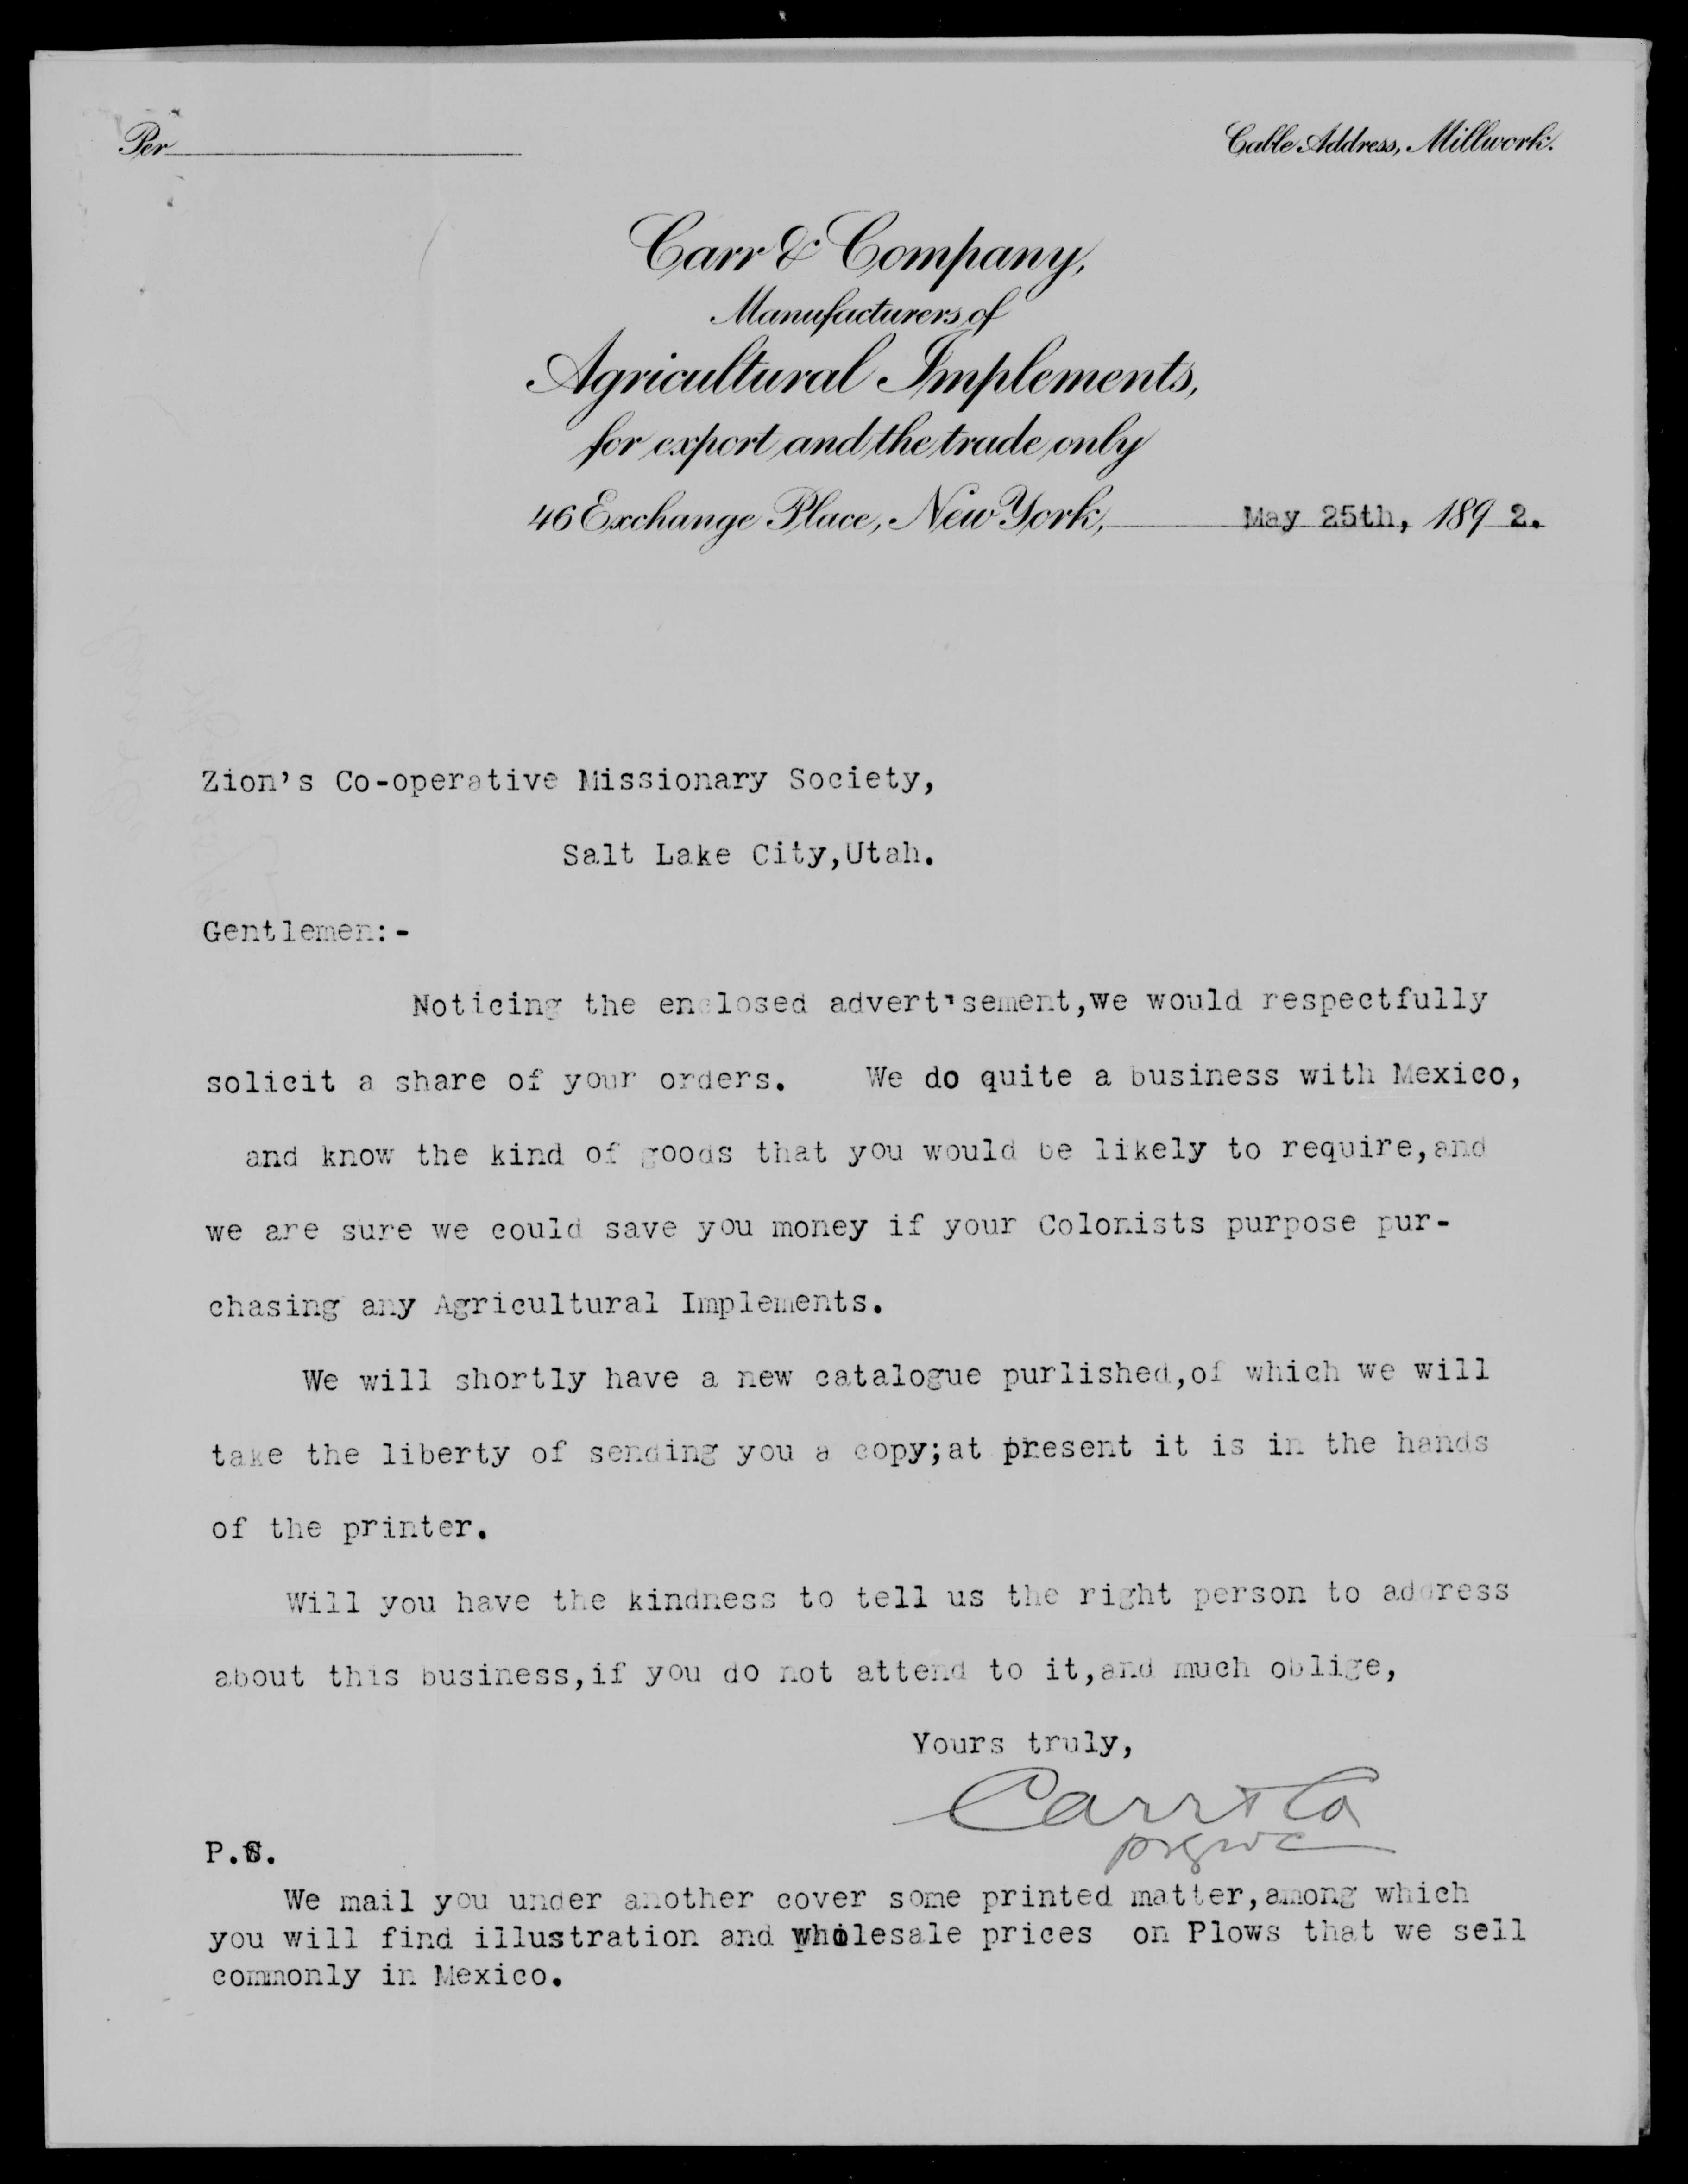 Per
Cable Address, Millwork.
Carr & Company,
Manufacturers of
Agricultural Implements,
for export and the trade only
46 Exchange Place, New York, May 25th, 1892.
Zion's Co-operative Missionary Society,
Salt Lake City,Utah.
Gentlemen:-
Noticing the enclosed advertisement,we would respectfully
solicit a share of your orders. We do quite a business with Mexico,
and know the kind of goods that you would be likely to require,and
we are sure we could save you money if your Colonists purpose pur-
chasing any Agricultural Implements.
We will shortly have a new catalogue purlished,of which we will
take the liberty of sending you a copy;at present it is in the hands
of the printer.
Will you have the kindness to tell us the right person to address
about this business,if you do not attend to it,and much oblige,
Yours truly,
Carr & Co
P.S.
We mail you under another cover some printed matter,among which
you will find illustration and wholesale prices on Plows that we sell
commonly in Mexico.